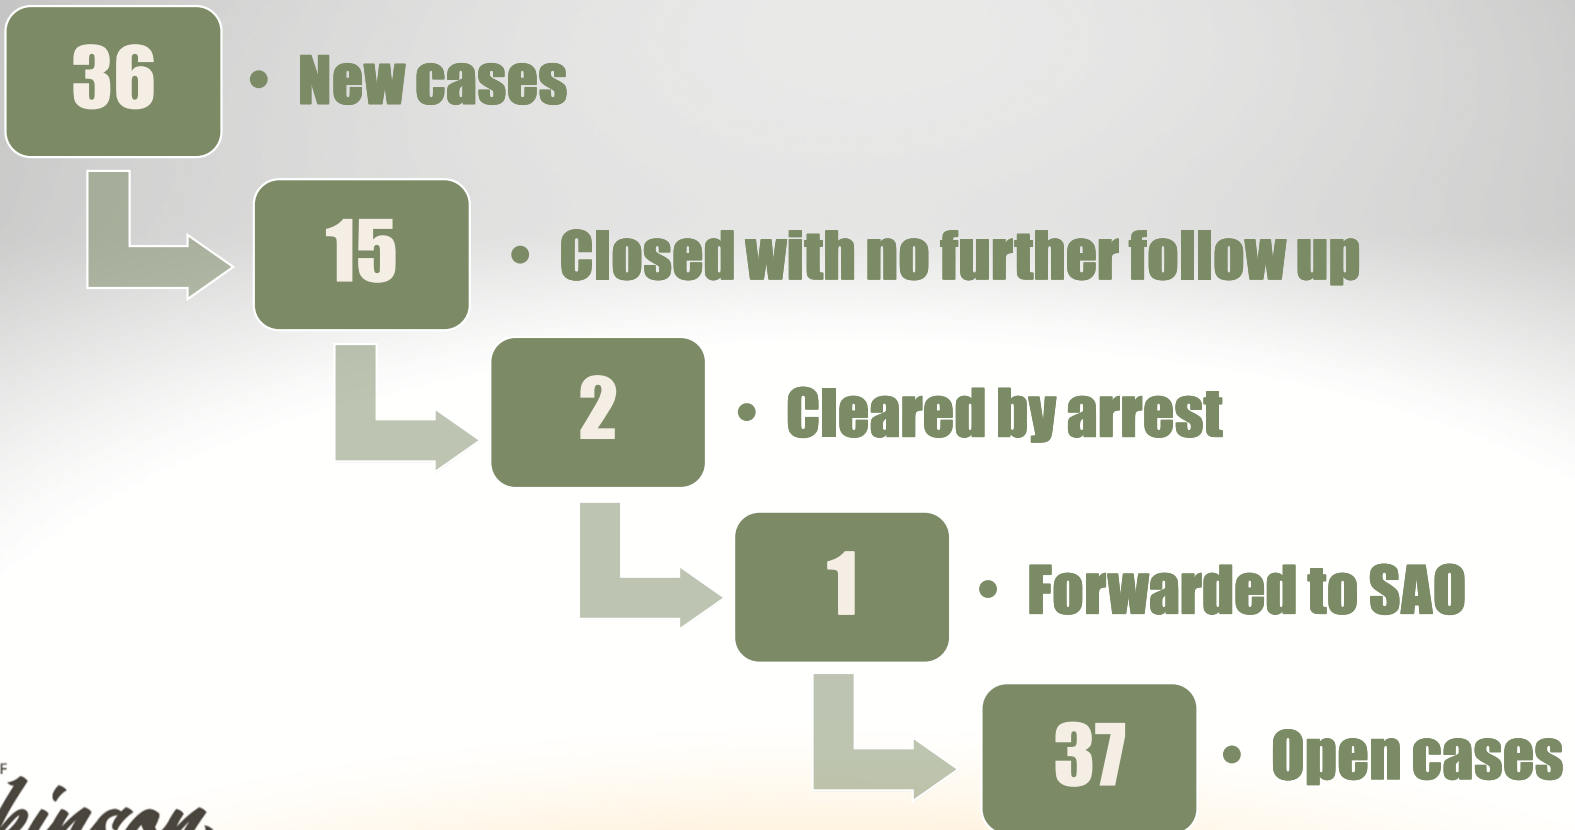 36
• New cases
15
• Closed with no further follow up
2
• Cleared by arrest
1
• Forwarded to SAO
37
• Open cases